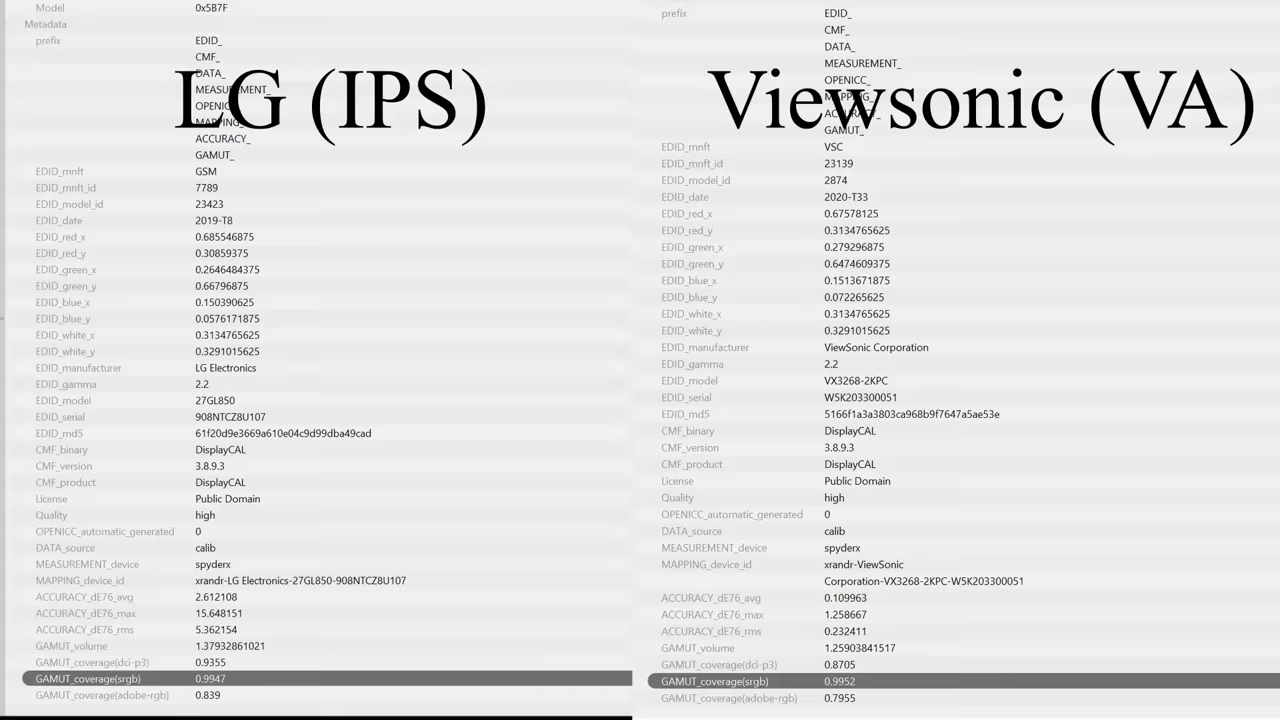 Model 0x5B7F
Metadata
prefix EDID_
CMF_
DATA_
MEASUREMENT_
OPENICC_
MAPPING_
ACCURACY_
GAMUT_
LG (IPS)
EDID_mnft GSM
EDID_mnft_id 7789
EDID_model_id 23423
EDID_date 2019-T8
EDID_red_x 0.685546875
EDID_red_y 0.30859375
EDID_green_x 0.2646484375
EDID_green_y 0.66796875
EDID_blue_x 0.150390625
EDID_blue_y 0.0576171875
EDID_white_x 0.3134765625
EDID_white_y 0.3291015625
EDID_manufacturer LG Electronics
EDID_gamma 2.2
EDID_model 27GL850
EDID_serial 908NTCZ8U107
EDID_md5 61f20d9e3669a610e04c9d99dba49cad
CMF_binary DisplayCAL
CMF_version 3.8.9.3
CMF_product DisplayCAL
License Public Domain
Quality high
OPENICC_automatic_generated 0
DATA_source calib
MEASUREMENT_device spyderx
MAPPING_device_id xrandr-LG Electronics-27GL850-908NTCZ8U107
ACCURACY_dE76_avg 2.612108
ACCURACY_dE76_max 15.648151
ACCURACY_dE76_rms 5.362154
GAMUT_volume 1.37932861021
GAMUT_coverage(dci-p3) 0.9355
GAMUT_coverage(srgb) 0.9947
GAMUT_coverage(adobe-rgb) 0.839
prefix EDID_
CMF_
DATA_
MEASUREMENT_
OPENICC_
MAPPING_
ACCURACY_
GAMUT_
Viewsonic (VA)
EDID_mnft VSC
EDID_mnft_id 23139
EDID_model_id 2874
EDID_date 2020-T33
EDID_red_x 0.67578125
EDID_red_y 0.3134765625
EDID_green_x 0.279296875
EDID_green_y 0.6474609375
EDID_blue_x 0.1513671875
EDID_blue_y 0.072265625
EDID_white_x 0.3134765625
EDID_white_y 0.3291015625
EDID_manufacturer ViewSonic Corporation
EDID_gamma 2.2
EDID_model VX3268-2KPC
EDID_serial W5K203300051
EDID_md5 5166f1a3a3803ca968b9f7647a5ae53e
CMF_binary DisplayCAL
CMF_version 3.8.9.3
CMF_product DisplayCAL
License Public Domain
Quality high
OPENICC_automatic_generated 0
DATA_source calib
MEASUREMENT_device spyderx
MAPPING_device_id xrandr-ViewSonic
Corporation-VX3268-2KPC-W5K203300051
ACCURACY_dE76_avg 0.109963
ACCURACY_dE76_max 1.258667
ACCURACY_dE76_rms 0.232411
GAMUT_volume 1.25903841517
GAMUT_coverage(dci-p3) 0.8705
GAMUT_coverage(srgb) 0.9952
GAMUT_coverage(adobe-rgb) 0.7955